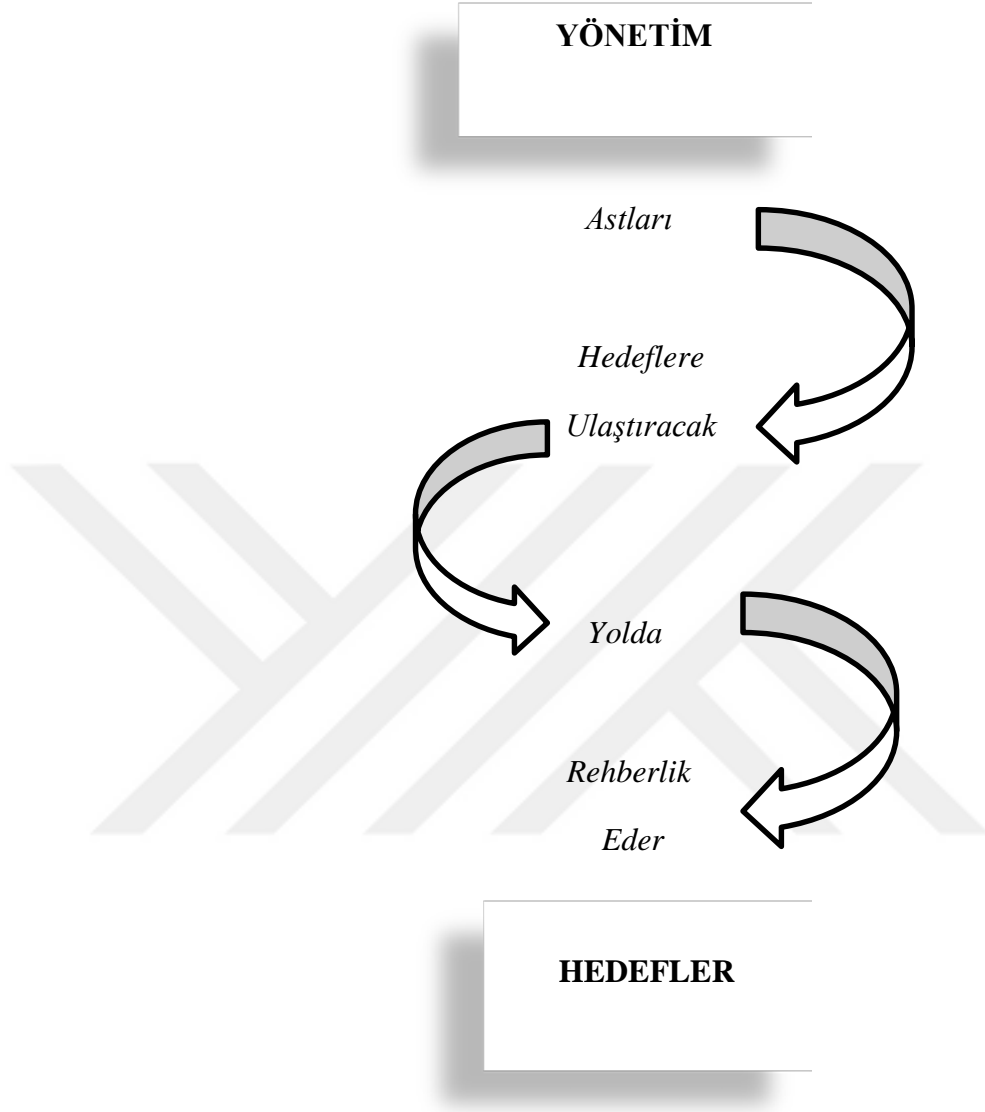 YÖNETİM
Astları
Hedeflere
Ulaştıracak
Yolda
Rehberlik
Eder
HEDEFLER